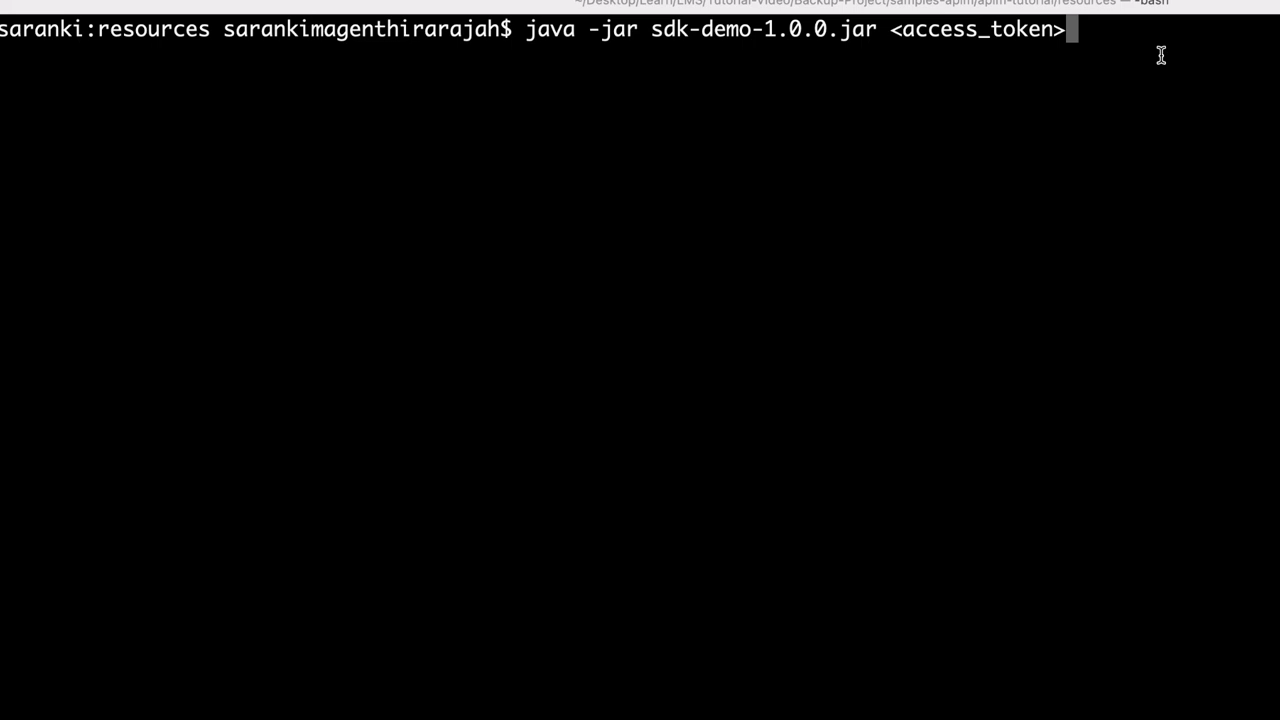 ~/Desktop/Learn/LMS/Tutorial-Video/Backup-Project/samples-apim/apim-tutorial/resources — -bash
saranki:resources sarankimagenthirarajah$ java -jar sdk-demo-1.0.0.jar <access_token>